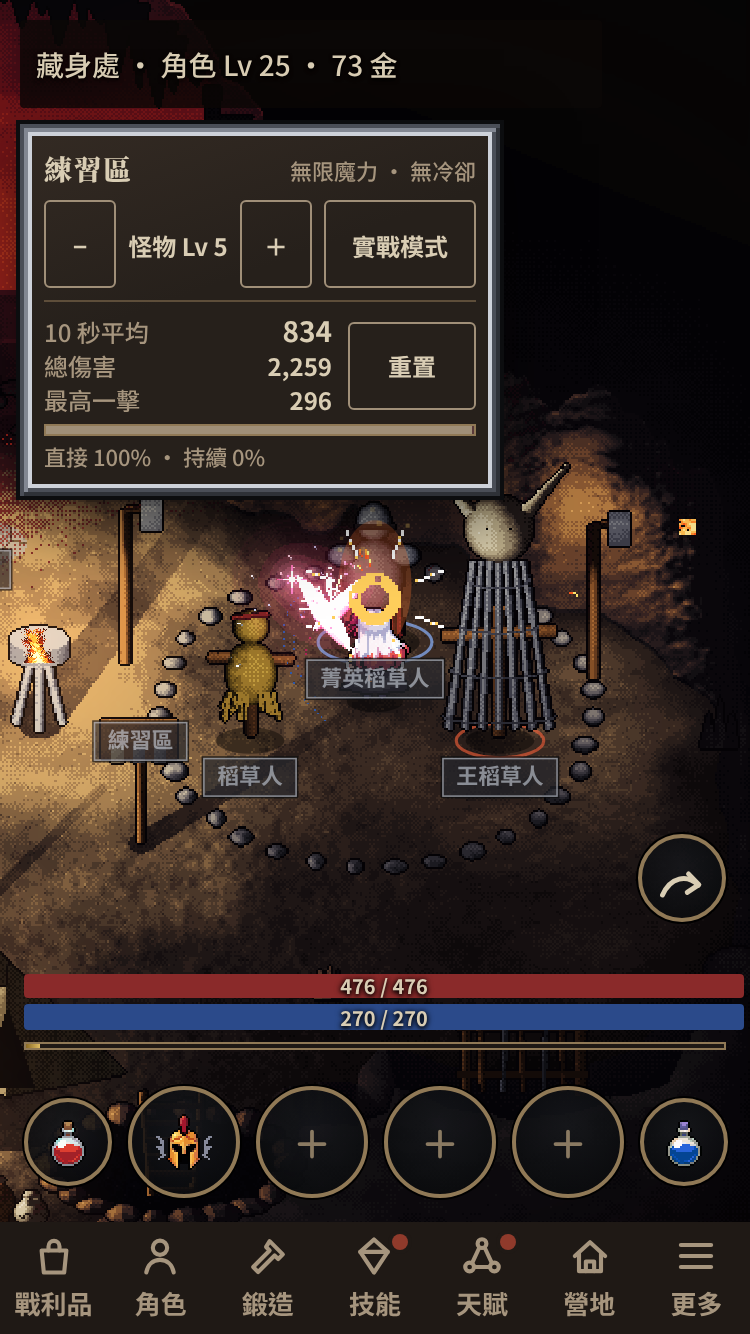 藏身處 • 角色 Lv 25 • 73 金
練習區 無限魔力 • 無冷卻
− 怪物 Lv 5 + 實戰模式
10 秒平均 834
總傷害 2,259
重置
最高一擊 296
直接 100% • 持續 0%
菁英稻草人
練習區
稻草人
王稻草人
476 / 476
270 / 270
戰利品 角色 鍛造 技能 天賦 營地 更多